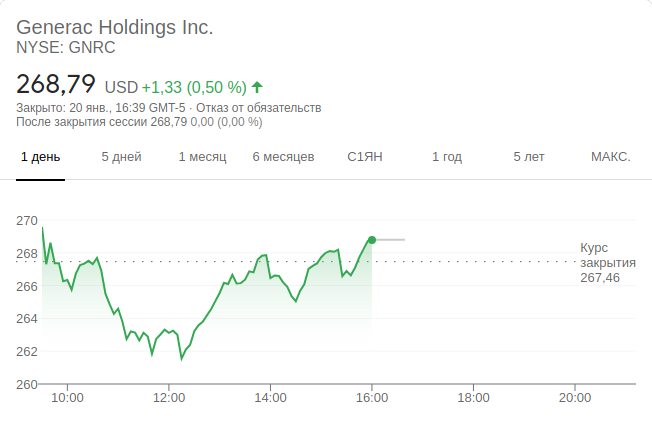 Generac Holdings Inc.
NYSE: GNRC
268,79 USD +1,33 (0,50 %)
Закрыто: 20 янв., 16:39 GMT-5 · Отказ от обязательств
После закрытия сессии 268,79 0,00 (0,00 %)
1 день 5 дней 1 месяц 6 месяцев С1ЯН 1 год 5 лет МАКС.
270
268
266
264
262
260
Курс
закрытия
267,46
10:00 12:00 14:00 16:00 18:00 20:00